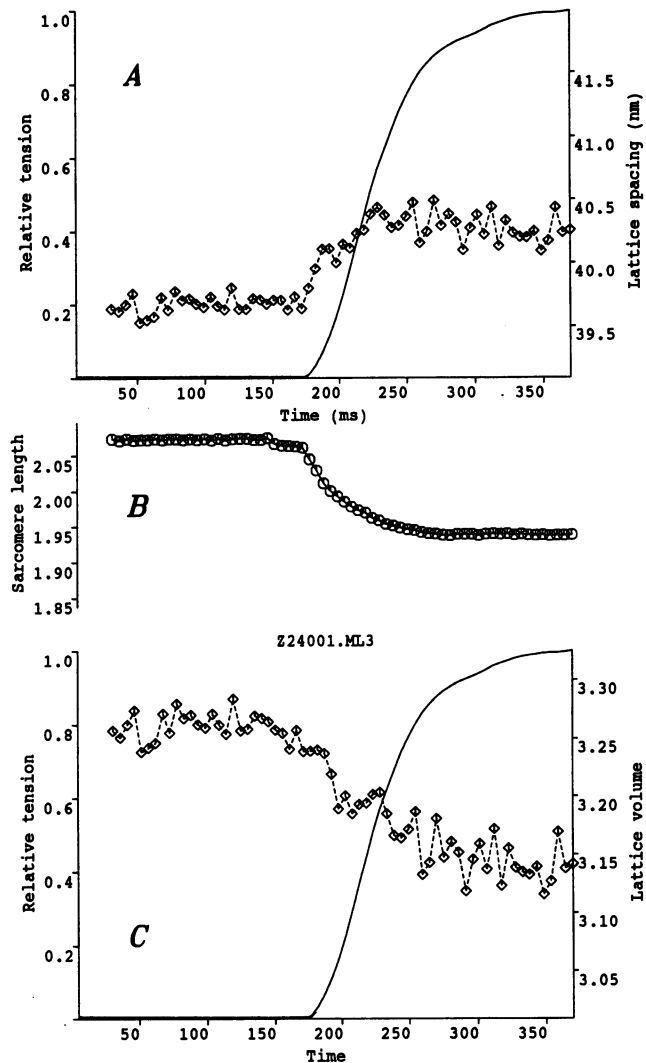 1.0
0.8
0.6
0.4
0.2
Relative tension
A
41.5
41.0
40.5
40.0
39.5
Lattice spacing (nm)
50 100 150 200 250 300 350
Time (ms)
2.05
2.00
1.95
1.90
1.85
Sarcomere length
B
Z24001.ML3
1.0
0.8
0.6
0.4
0.2
Relative tension
C
3.30
3.25
3.20
3.15
3.10
3.05
Lattice volume
50 100 150 200 250 300 350
Time